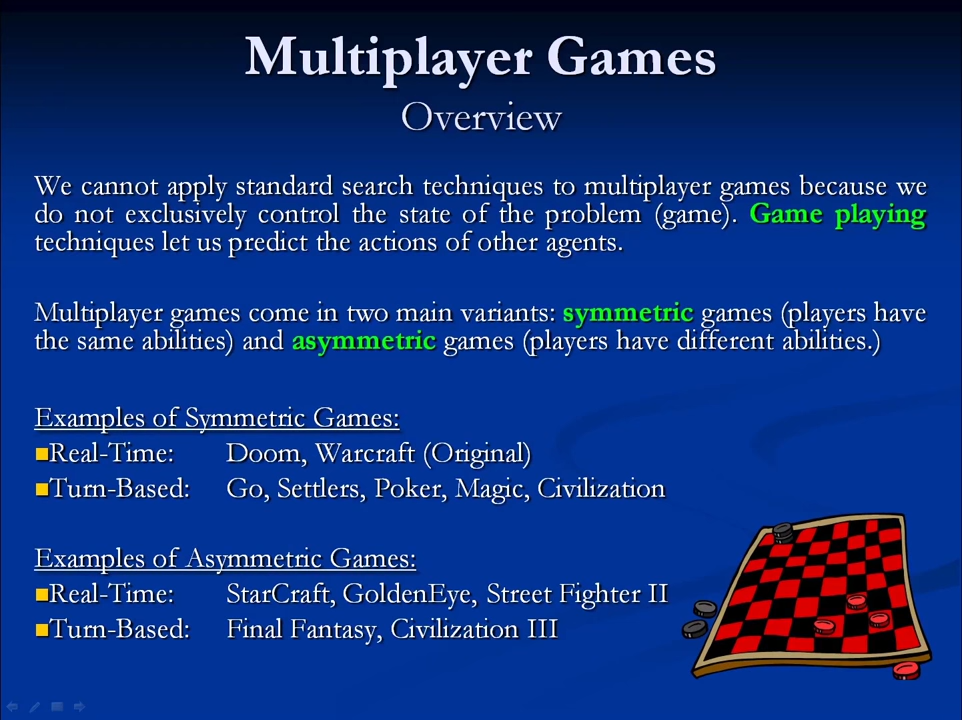 Multiplayer Games
Overview
We cannot apply standard search techniques to multiplayer games because we
do not exclusively control the state of the problem (game). Game playing
techniques let us predict the actions of other agents.
Multiplayer games come in two main variants: symmetric games (players have
the same abilities) and asymmetric games (players have different abilities.)
Examples of Symmetric Games:
Real-Time: Doom, Warcraft (Original)
Turn-Based: Go, Settlers, Poker, Magic, Civilization
Examples of Asymmetric Games:
Real-Time: StarCraft, GoldenEye, Street Fighter II
Turn-Based: Final Fantasy, Civilization III